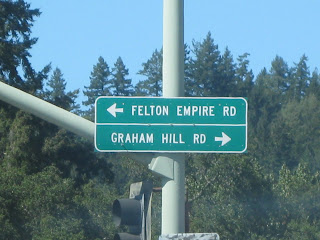 ← FELTON EMPIRE RD
GRAHAM HILL RD →